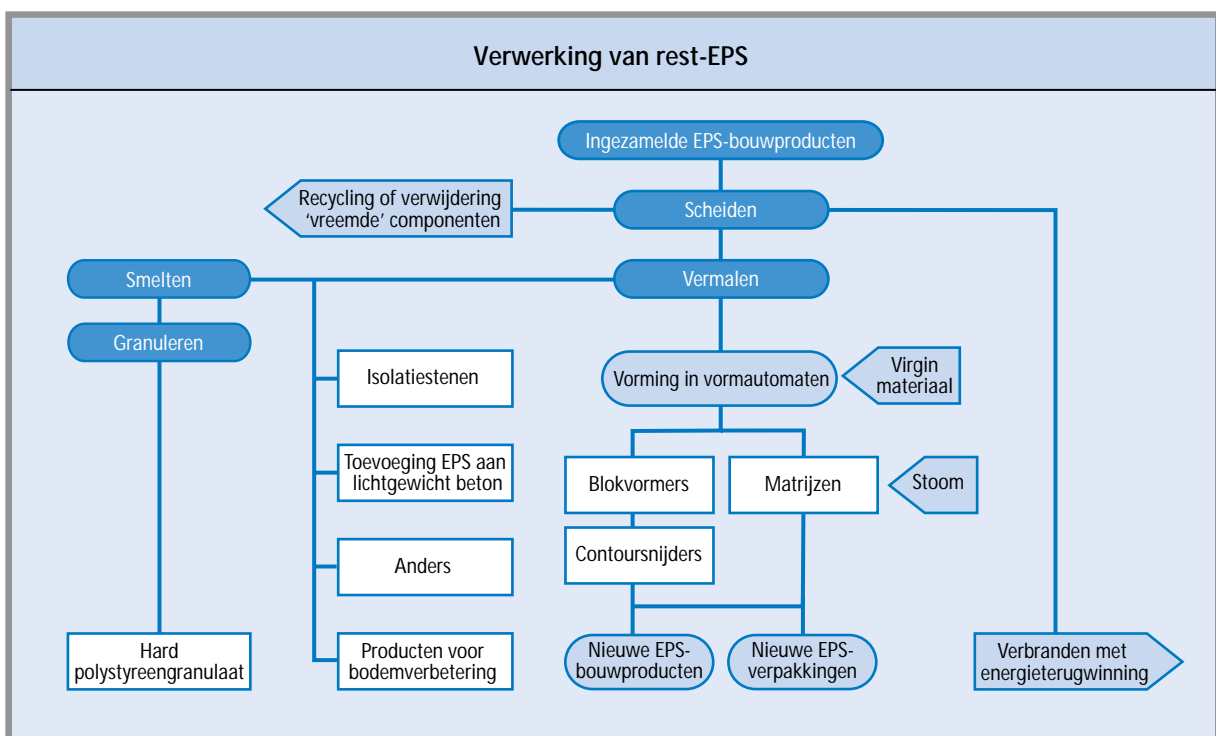 Verwerking van rest-EPS
Ingezamelde EPS-bouwproducten
Recycling of verwijdering
‘vreemde’ componenten
Scheiden
Smelten
Vermalen
Granuleren
Isolatiestenen
Vorming in vormautomaten
Virgin
materiaal
Toevoeging EPS aan
lichtgewicht beton
Blokvormers
Matrijzen
Stoom
Contoursnijders
Anders
Hard
polystyreengranulaat
Producten voor
bodemverbetering
Nieuwe EPS-
bouwproducten
Nieuwe EPS-
verpakkingen
Verbranden met
energieterugwinning